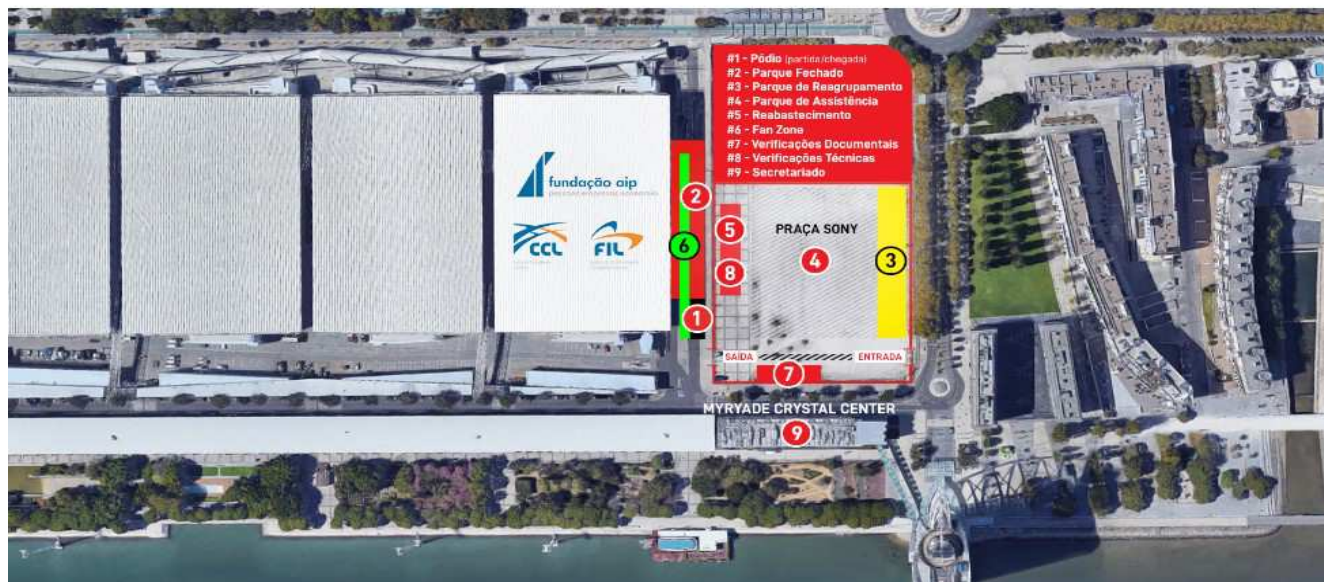 #1 - Pódio (partida/chegada)
#2 - Parque Fechado
#3 - Parque de Reagrupamento
#4 - Parque de Assistência
#5 - Reabastecimento
#6 - Fan Zone
#7 - Verificações Documentais
#8 - Verificações Técnicas
#9 - Secretariado
fundação aip
2
CCL
FIL
6
5
PRAÇA SONY
4
3
8
1
SAÍDA
ENTRADA
7
MYRYADE CRYSTAL CENTER
9